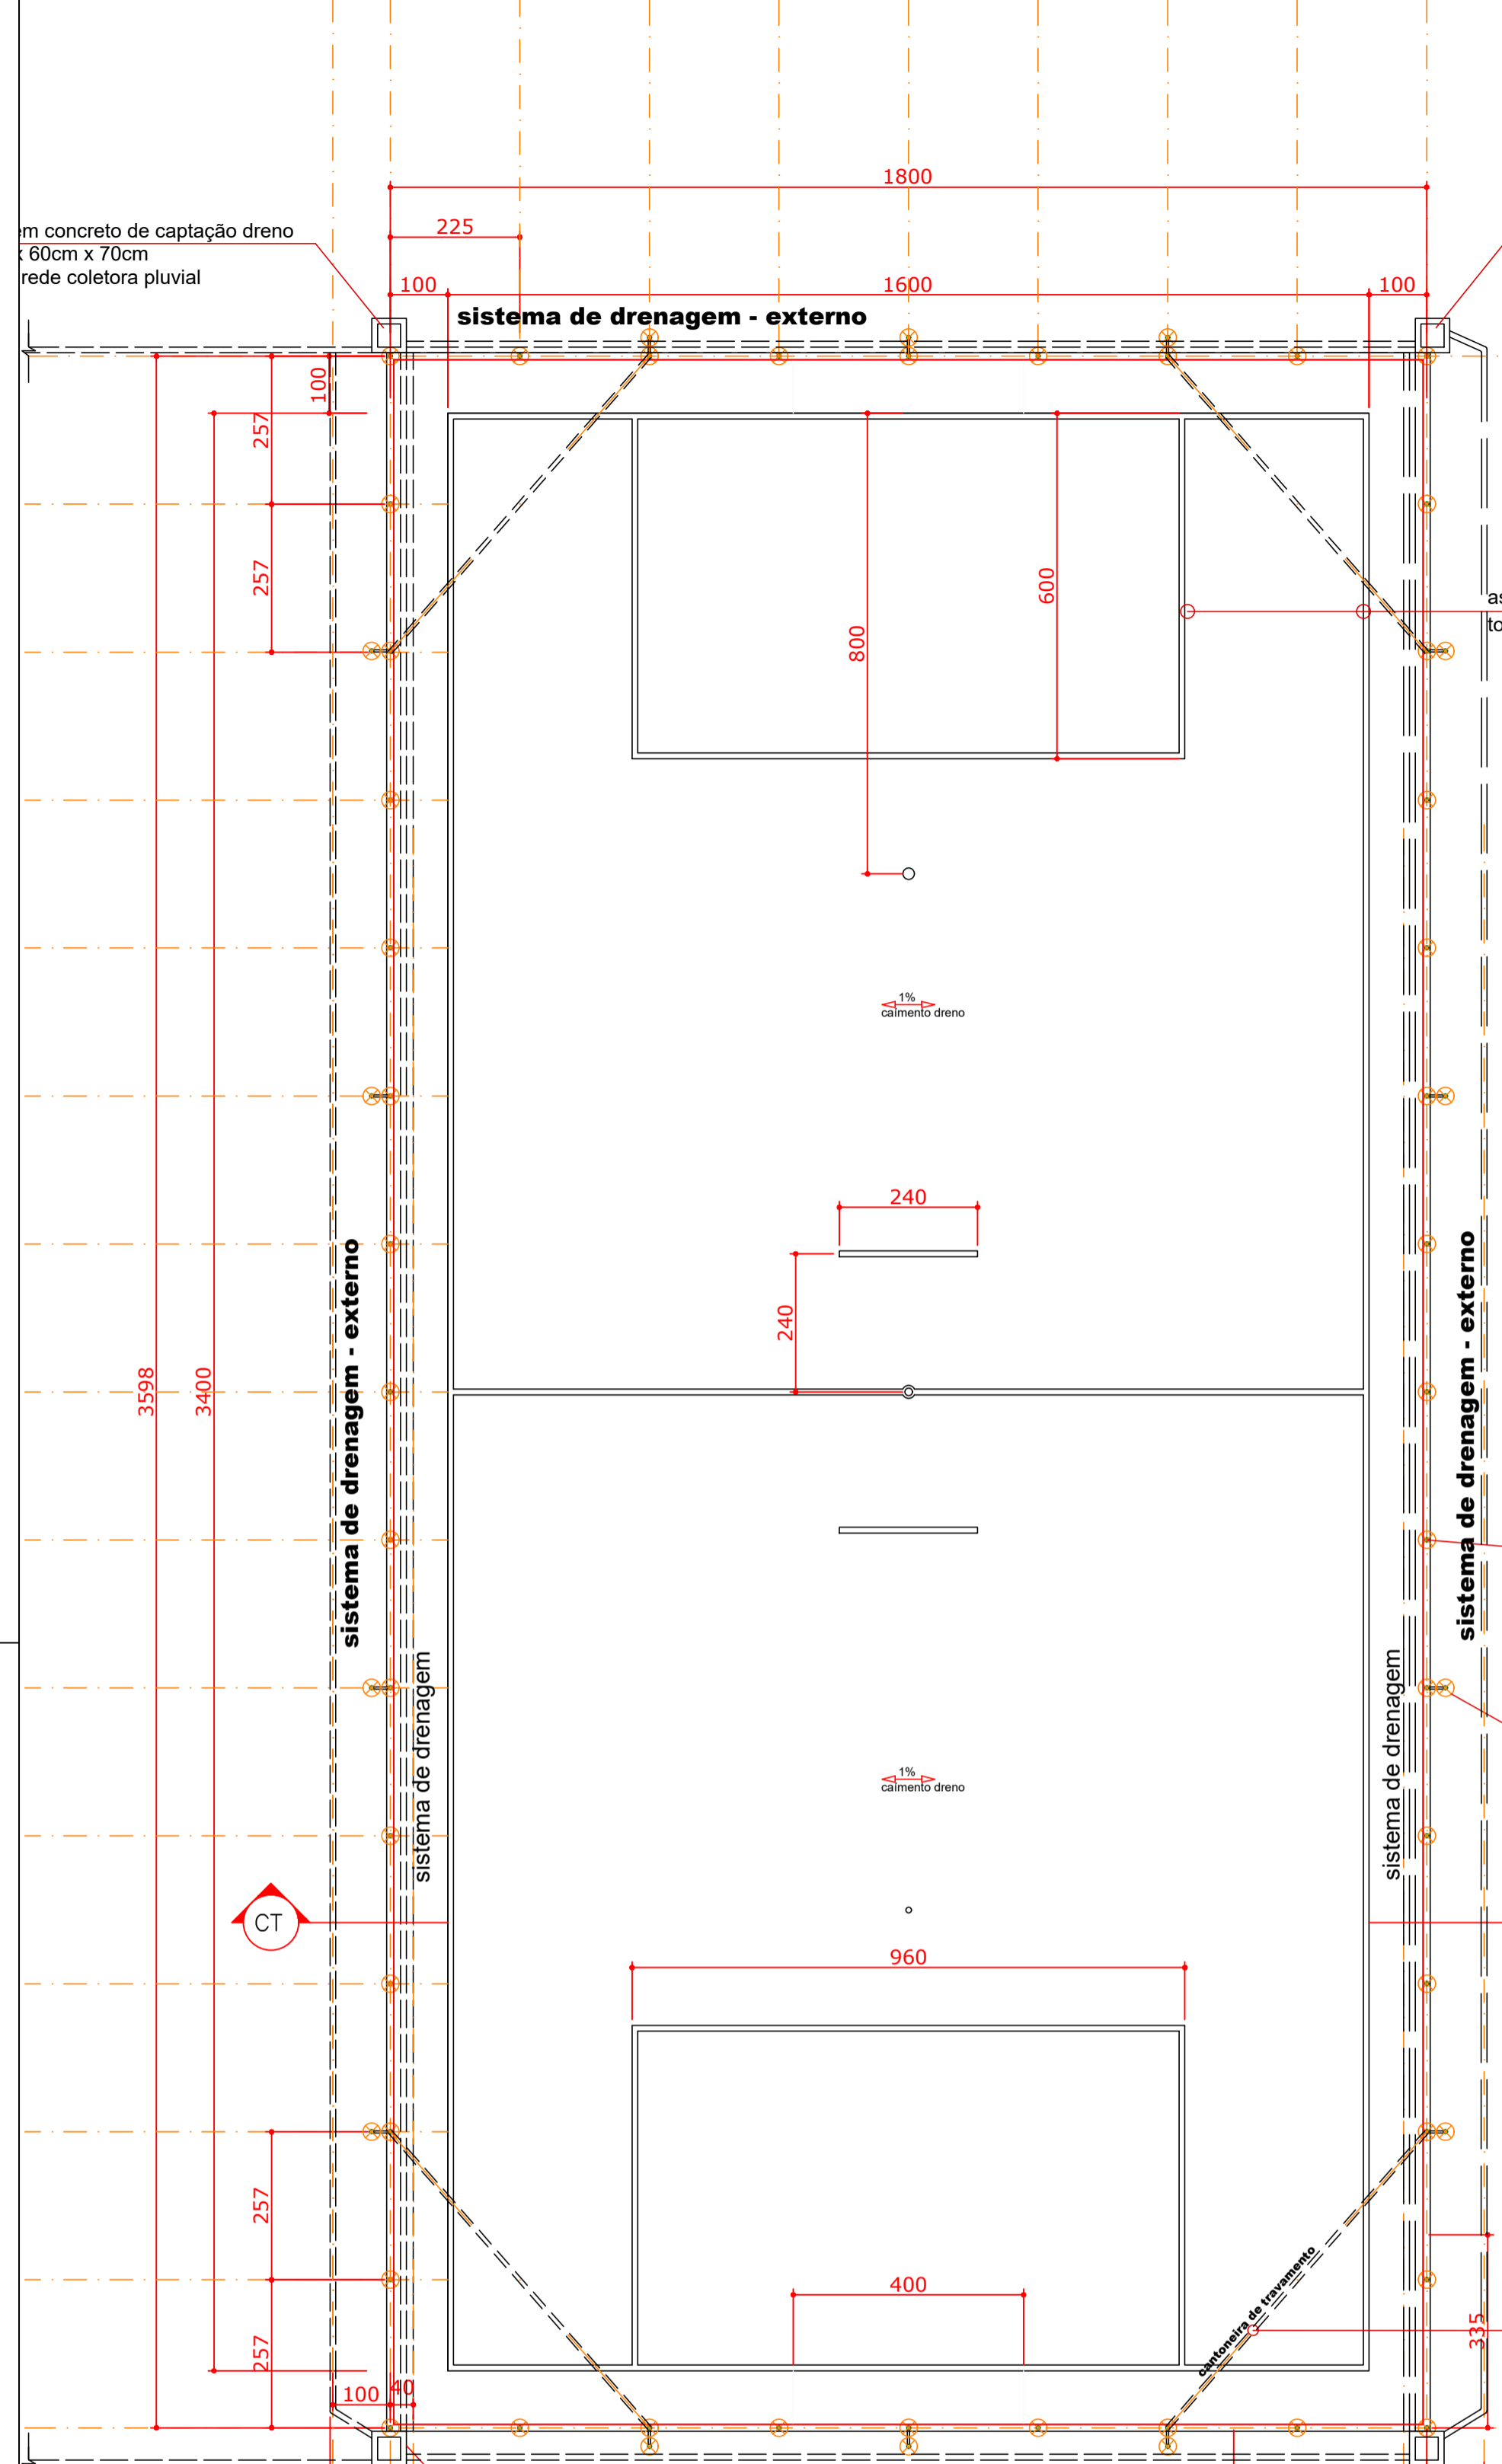 1800
225
em concreto de captação dreno
x 60cm x 70cm
rede coletora pluvial
100
1600
100
sistema de drenagem - externo
100
257
257
600
800
as
to
1%
caimento dreno
240
240
3598
3400
sistema de drenagem - externo
sistema de drenagem - externo
sistema de drenagem
sistema de drenagem
1%
caimento dreno
CT
960
257
257
400
cantoneira de travamento
335
100
40